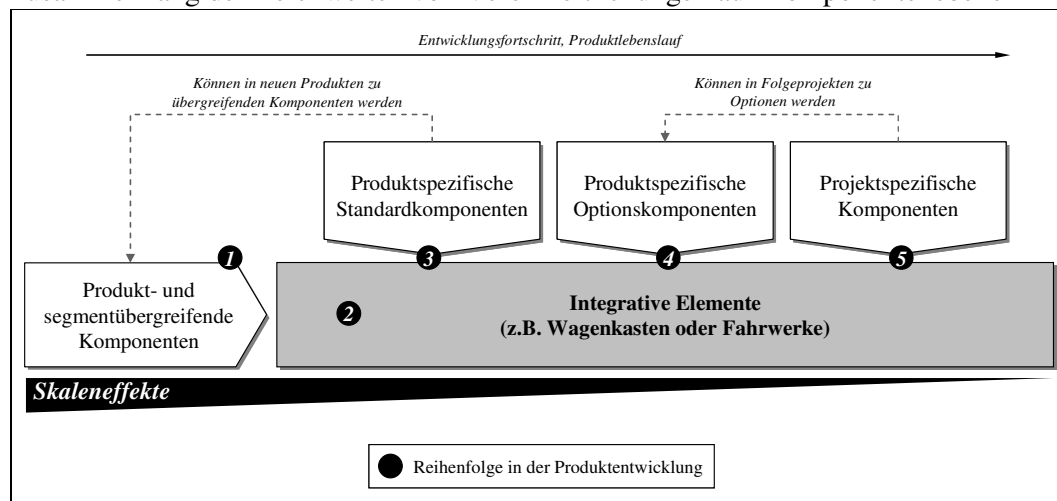 Entwicklungsfortschritt, Produktlebenslauf
Können in neuen Produkten zu
übergreifenden Komponenten werden
Können in Folgeprojekten zu
Optionen werden
Produktspezifische
Standardkomponenten
Produktspezifische
Optionskomponenten
Projektspezifische
Komponenten
1
3
4
5
Produkt- und
segmentübergreifende
Komponenten
2
Integrative Elemente
(z.B. Wagenkasten oder Fahrwerke)
Skaleneffekte
Reihenfolge in der Produktentwicklung